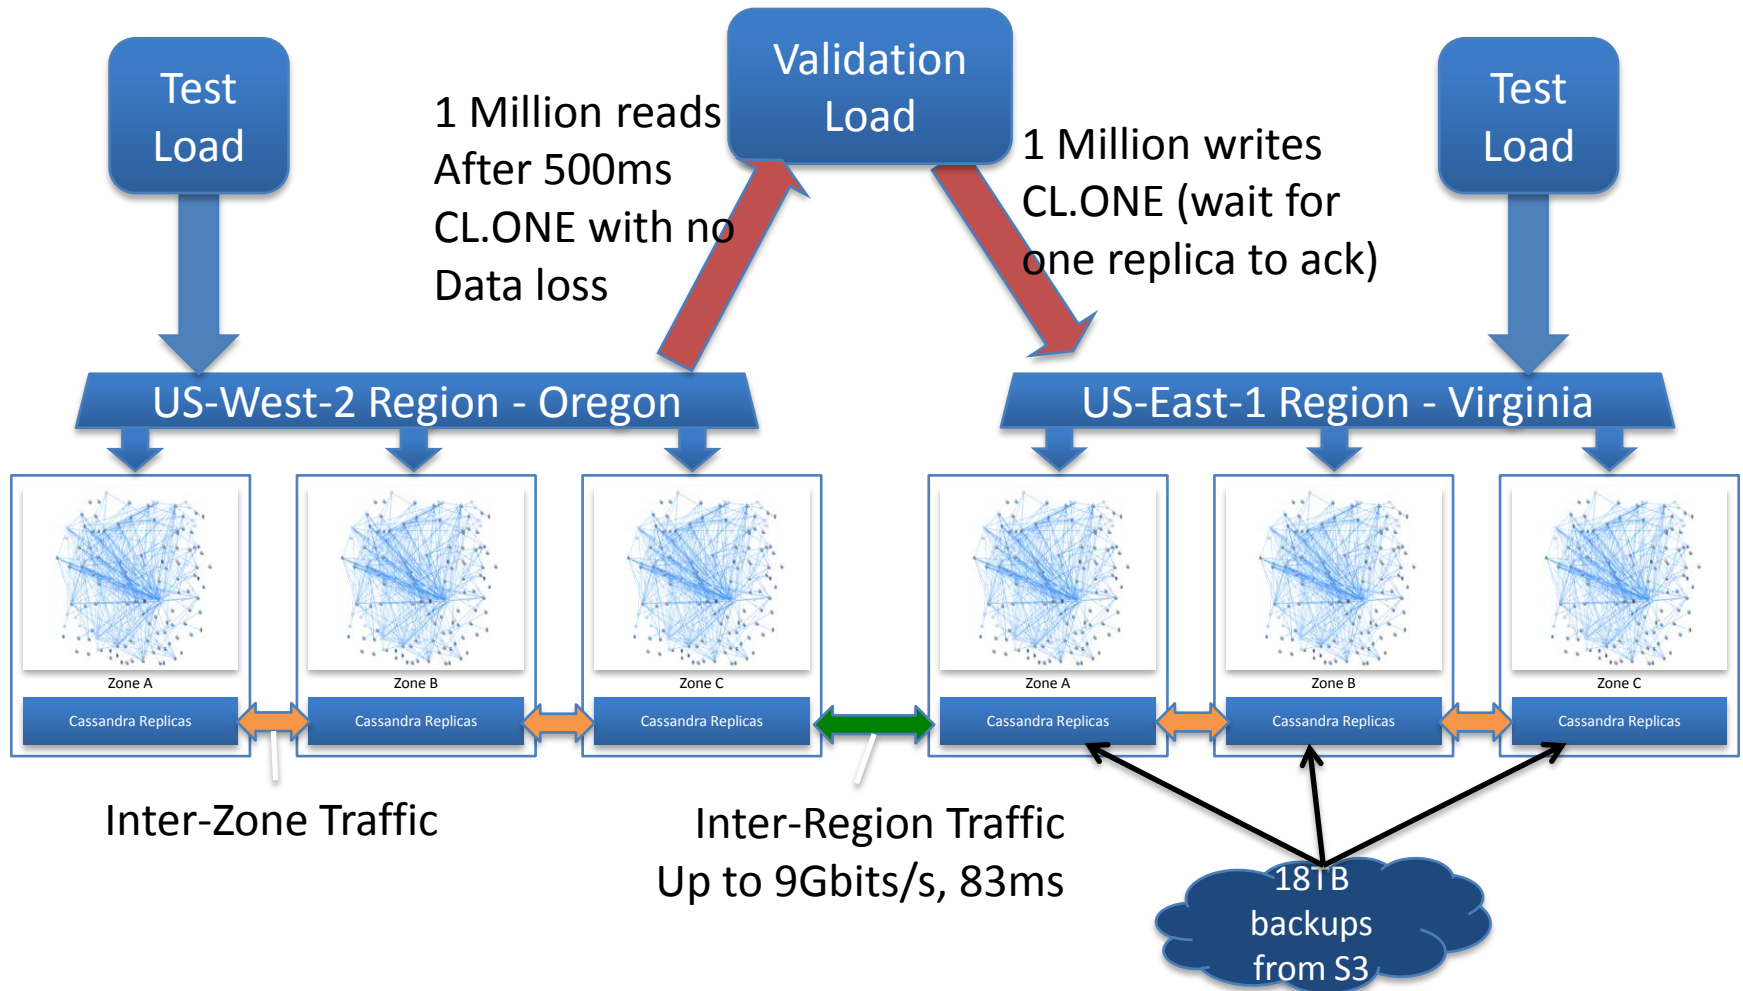 Test
Load
Validation
Load
Test
Load
1 Million reads
After 500ms
CL.ONE with no
Data loss
1 Million writes
CL.ONE (wait for
one replica to ack)
US-West-2 Region - Oregon
US-East-1 Region - Virginia
Zone A
Zone B
Zone C
Zone A
Zone B
Zone C
Cassandra Replicas
Cassandra Replicas
Cassandra Replicas
Cassandra Replicas
Cassandra Replicas
Cassandra Replicas
Inter-Zone Traffic
Inter-Region Traffic
Up to 9Gbits/s, 83ms
18TB
backups
from S3